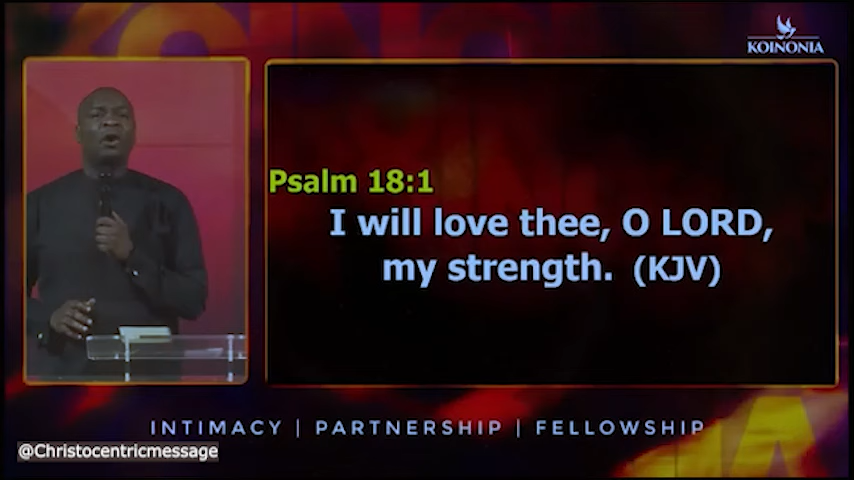 KOINONIA
Psalm 18:1
I will love thee, O LORD,
my strength. (KJV)
INTIMACY | PARTNERSHIP | FELLOWSHIP
@Christocentricmessage